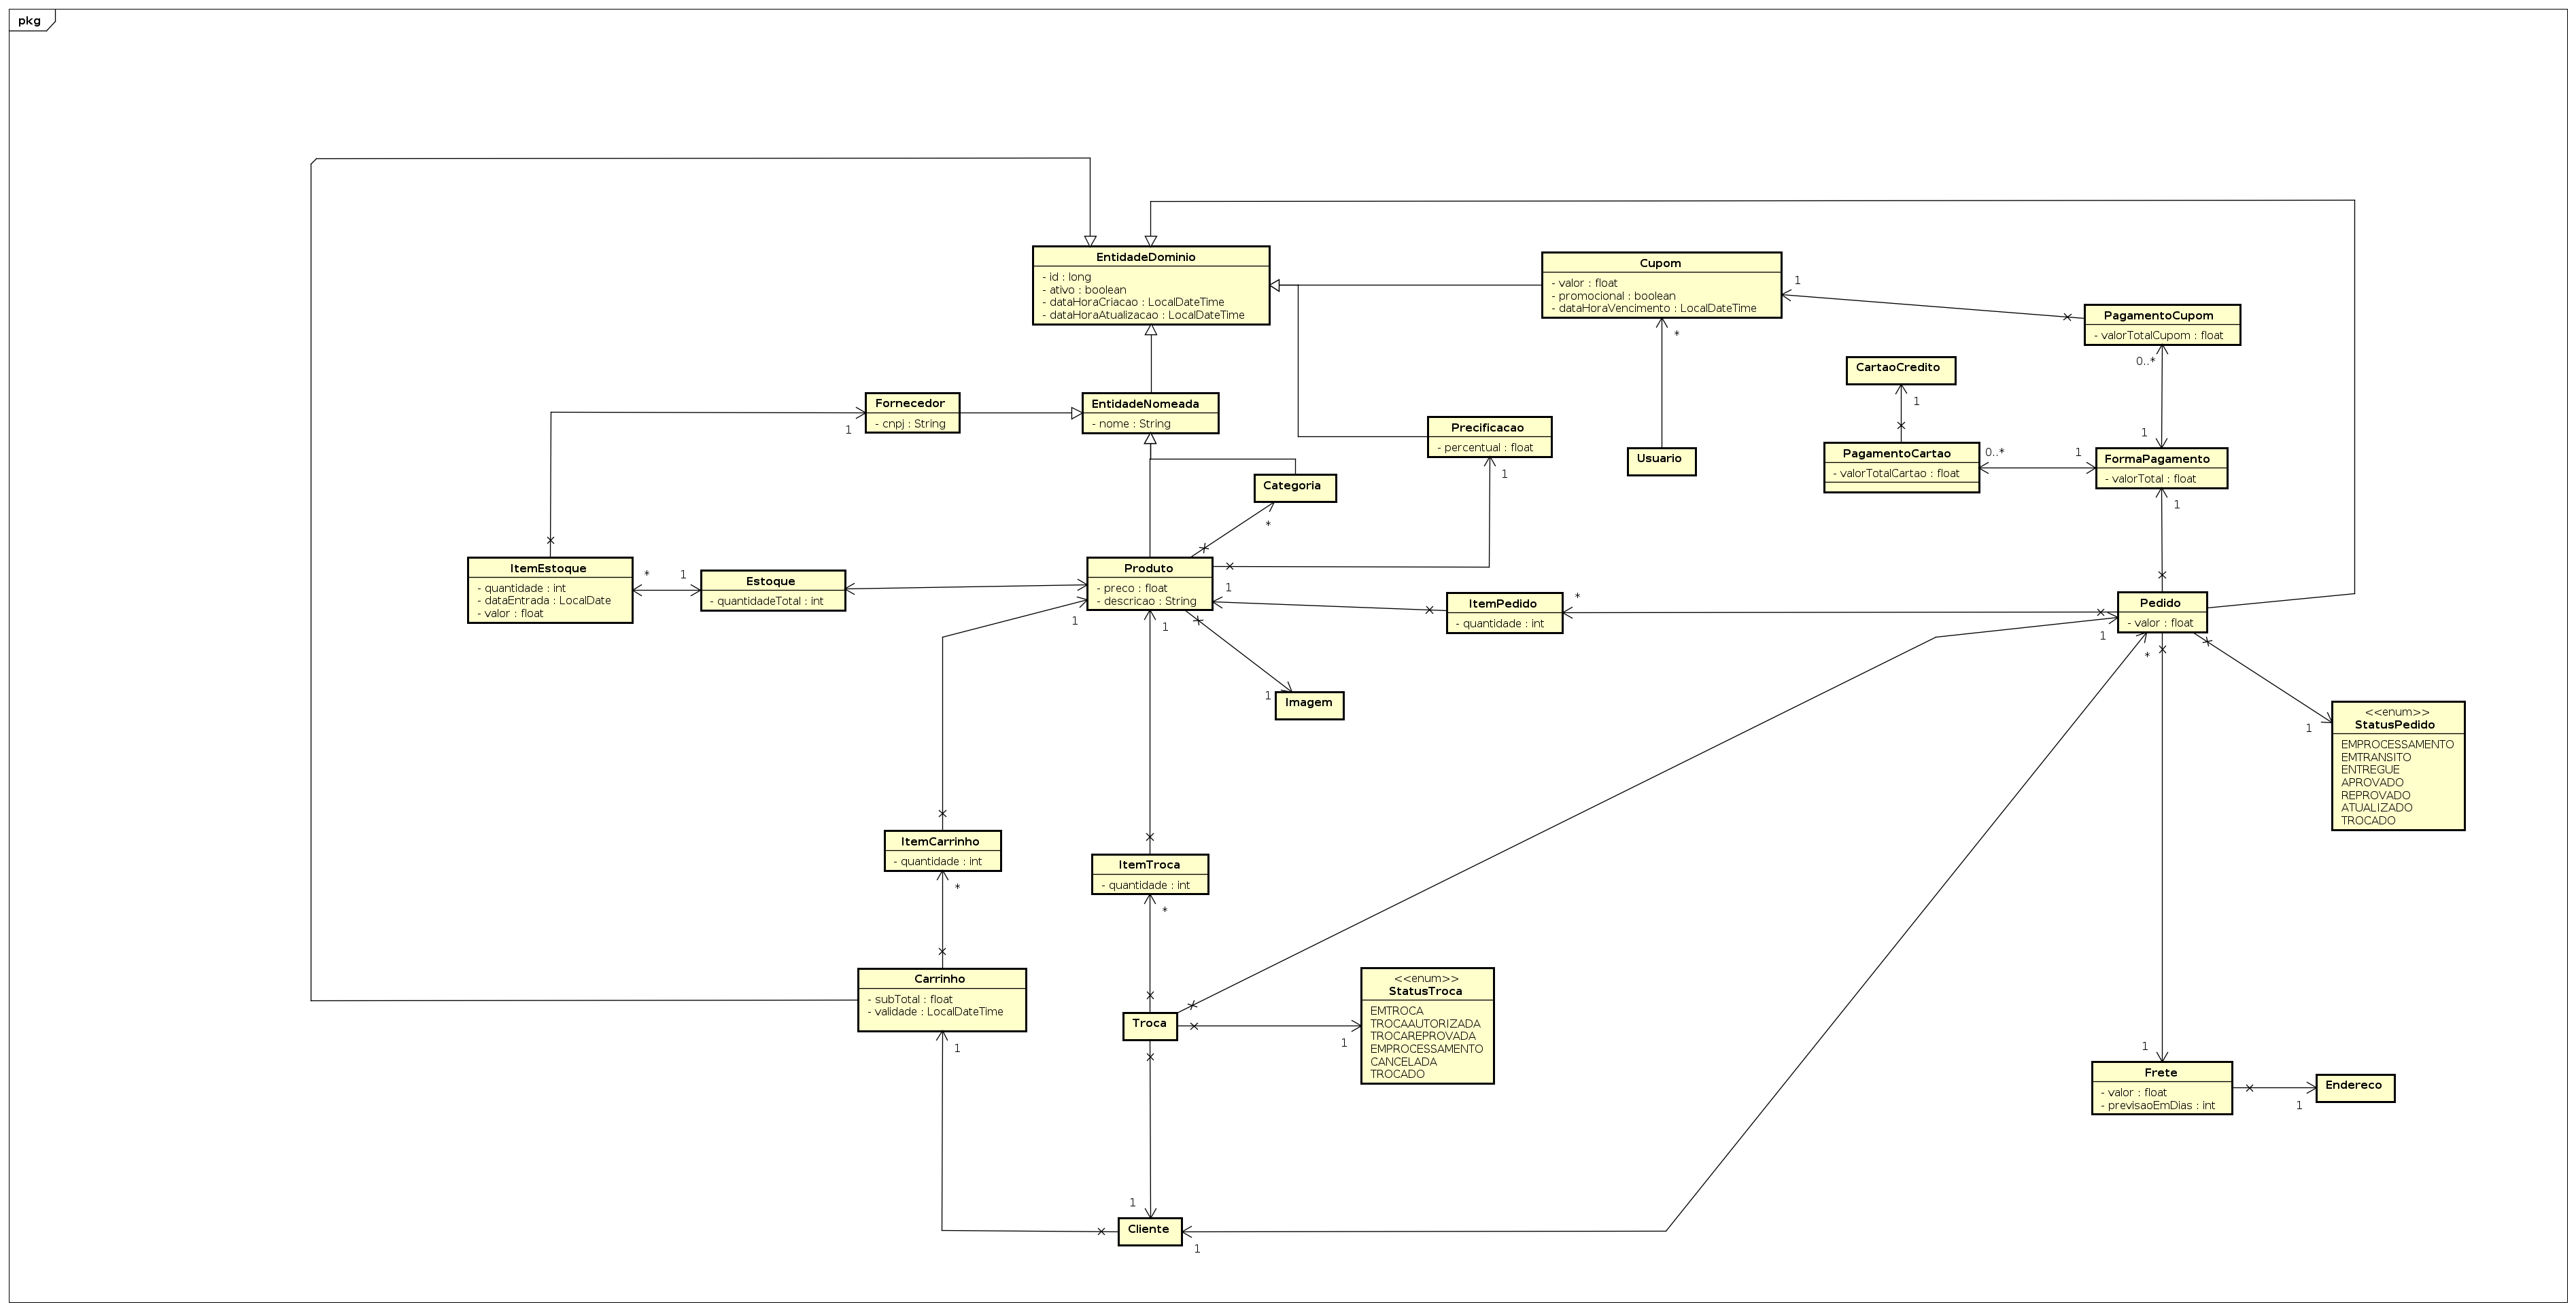 pkg
EntidadeDominio
- id : long
- ativo : boolean
- dataHoraCriacao : LocalDateTime
- dataHoraAtualizacao : LocalDateTime
Cupom
- valor : float
- promocional : boolean
- dataHoraVencimento : LocalDateTime
1
*
PagamentoCupom
- valorTotalCupom : float
0..*
1
CartaoCredito
1
Fornecedor
- cnpj : String
1
EntidadeNomeada
- nome : String
Precificacao
- percentual : float
1
Usuario
PagamentoCartao
- valorTotalCartao : float
0..*
1
FormaPagamento
- valorTotal : float
1
Categoria
*
ItemEstoque
- quantidade : int
- dataEntrada : LocalDate
- valor : float
*
1
Estoque
- quantidadeTotal : int
Produto
- preco : float
- descricao : String
1
1
1
ItemPedido
- quantidade : int
*
Pedido
- valor : float
1
*
1
Imagem
1
<<enum>>
StatusPedido
EMPROCESSAMENTO
EMTRANSITO
ENTREGUE
APROVADO
REPROVADO
ATUALIZADO
TROCADO
ItemCarrinho
- quantidade : int
*
ItemTroca
- quantidade : int
*
Carrinho
- subTotal : float
- validade : LocalDateTime
1
Troca
1
<<enum>>
StatusTroca
EMTROCA
TROCAAUTORIZADA
TROCAREPROVADA
EMPROCESSAMENTO
CANCELADA
TROCADO
1
Frete
- valor : float
- previsaoEmDias : int
1
Endereco
1
Cliente
1